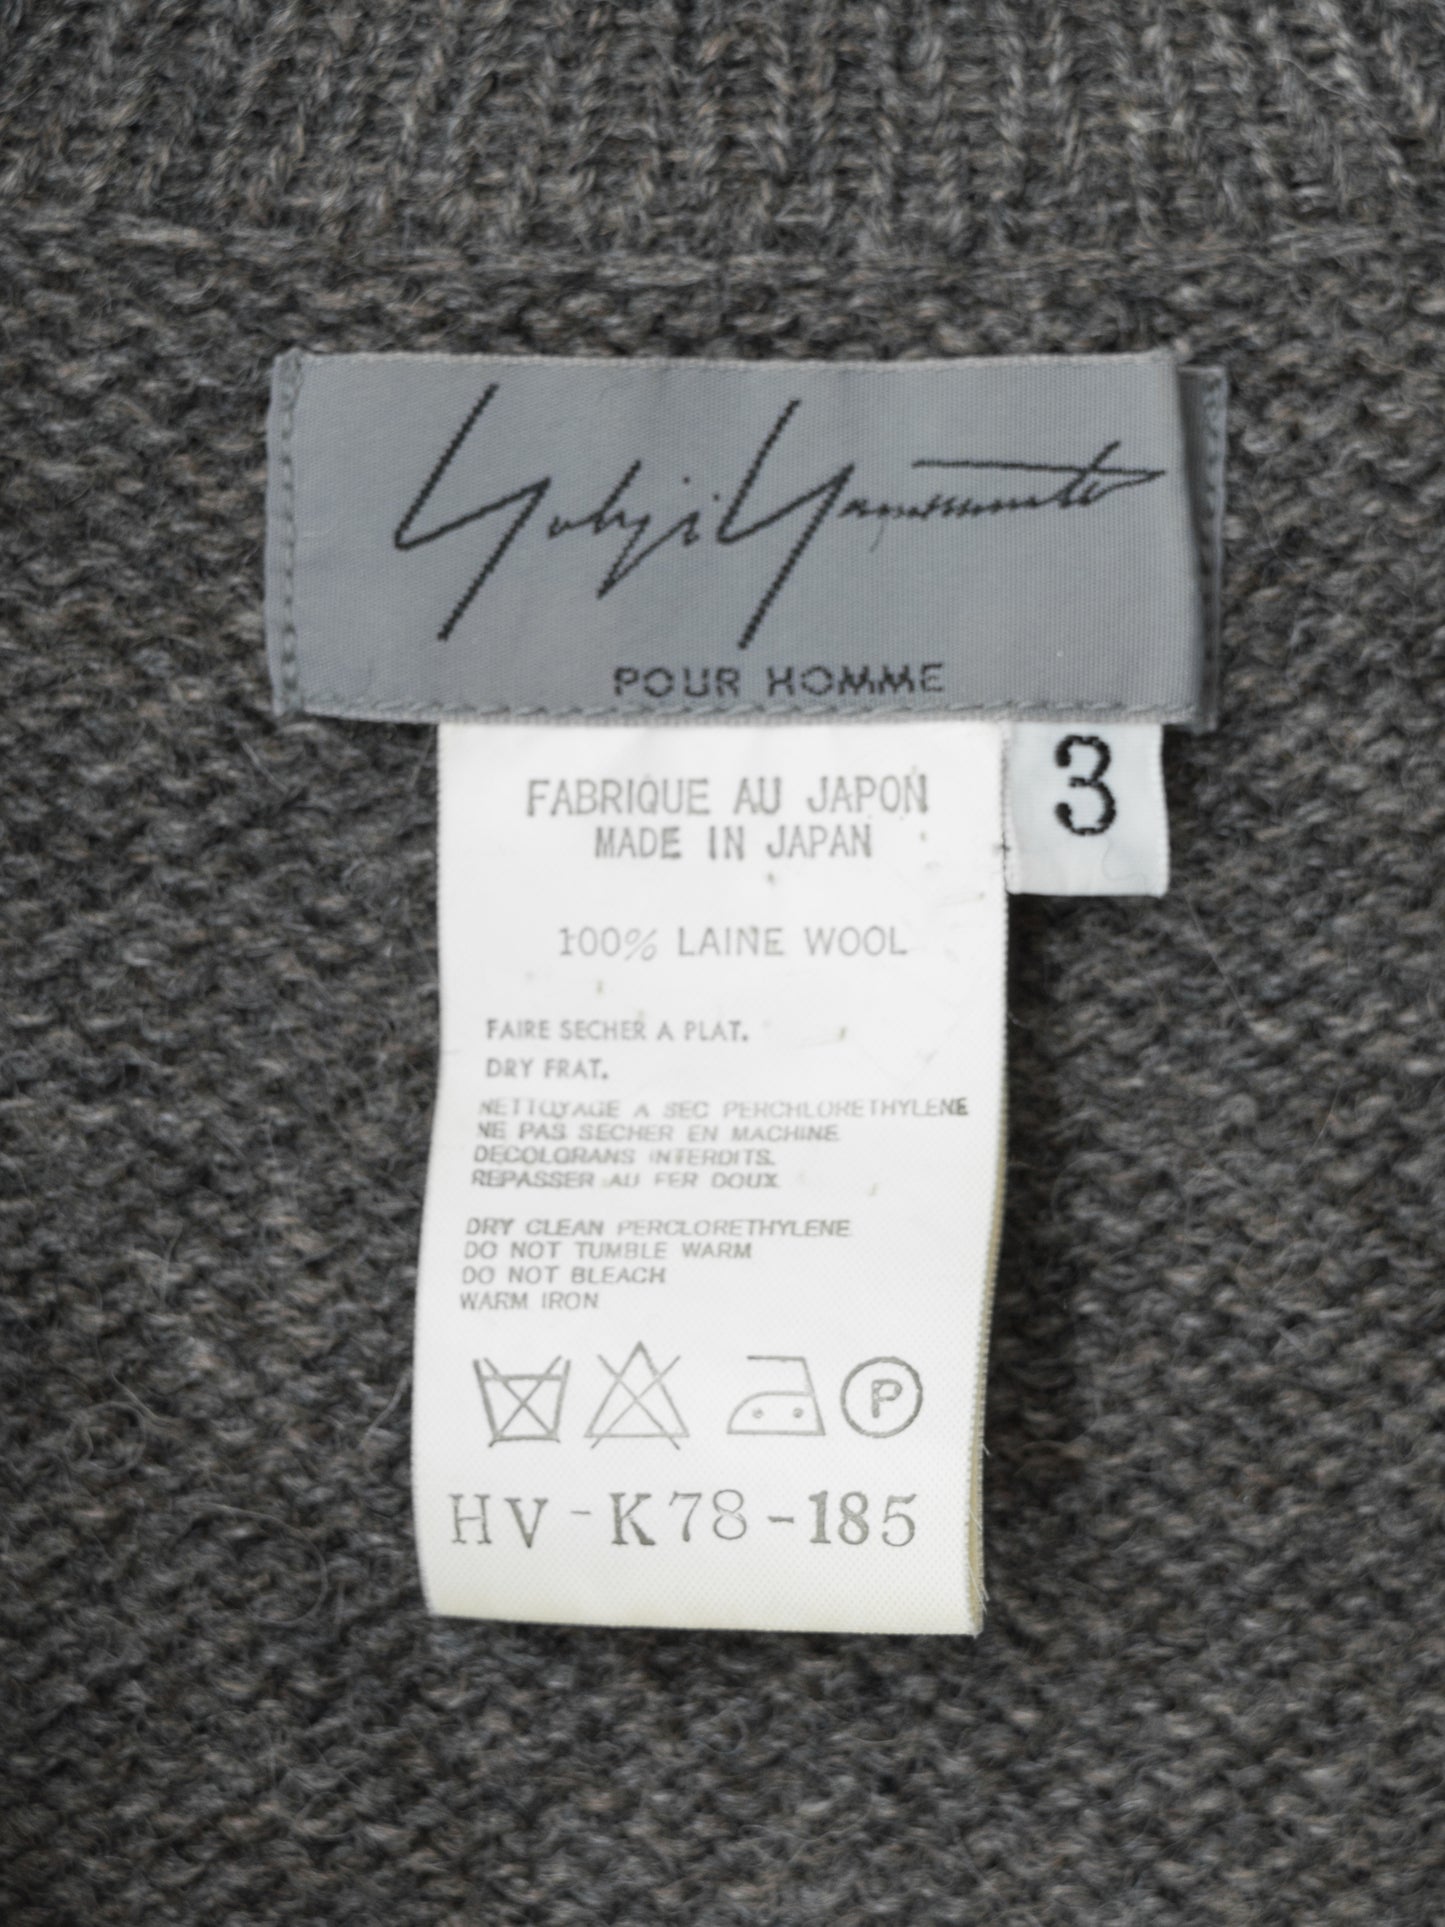 Yohji Yamamoto
POUR HOMME
3
FABRIQUE AU JAPON
MADE IN JAPAN
100% LAINE WOOL
FAIRE SECHER A PLAT.
DRY FRAT.
NETTOYAGE A SEC PERCHLORETHYLENE
NE PAS SECHER EN MACHINE
DECOLORANS INTERDITS.
REPASSER AU FER DOUX
DRY CLEAN PERCLORETHYLENE
DO NOT TUMBLE WARM
DO NOT BLEACH
WARM IRON
P
HV-K78-185